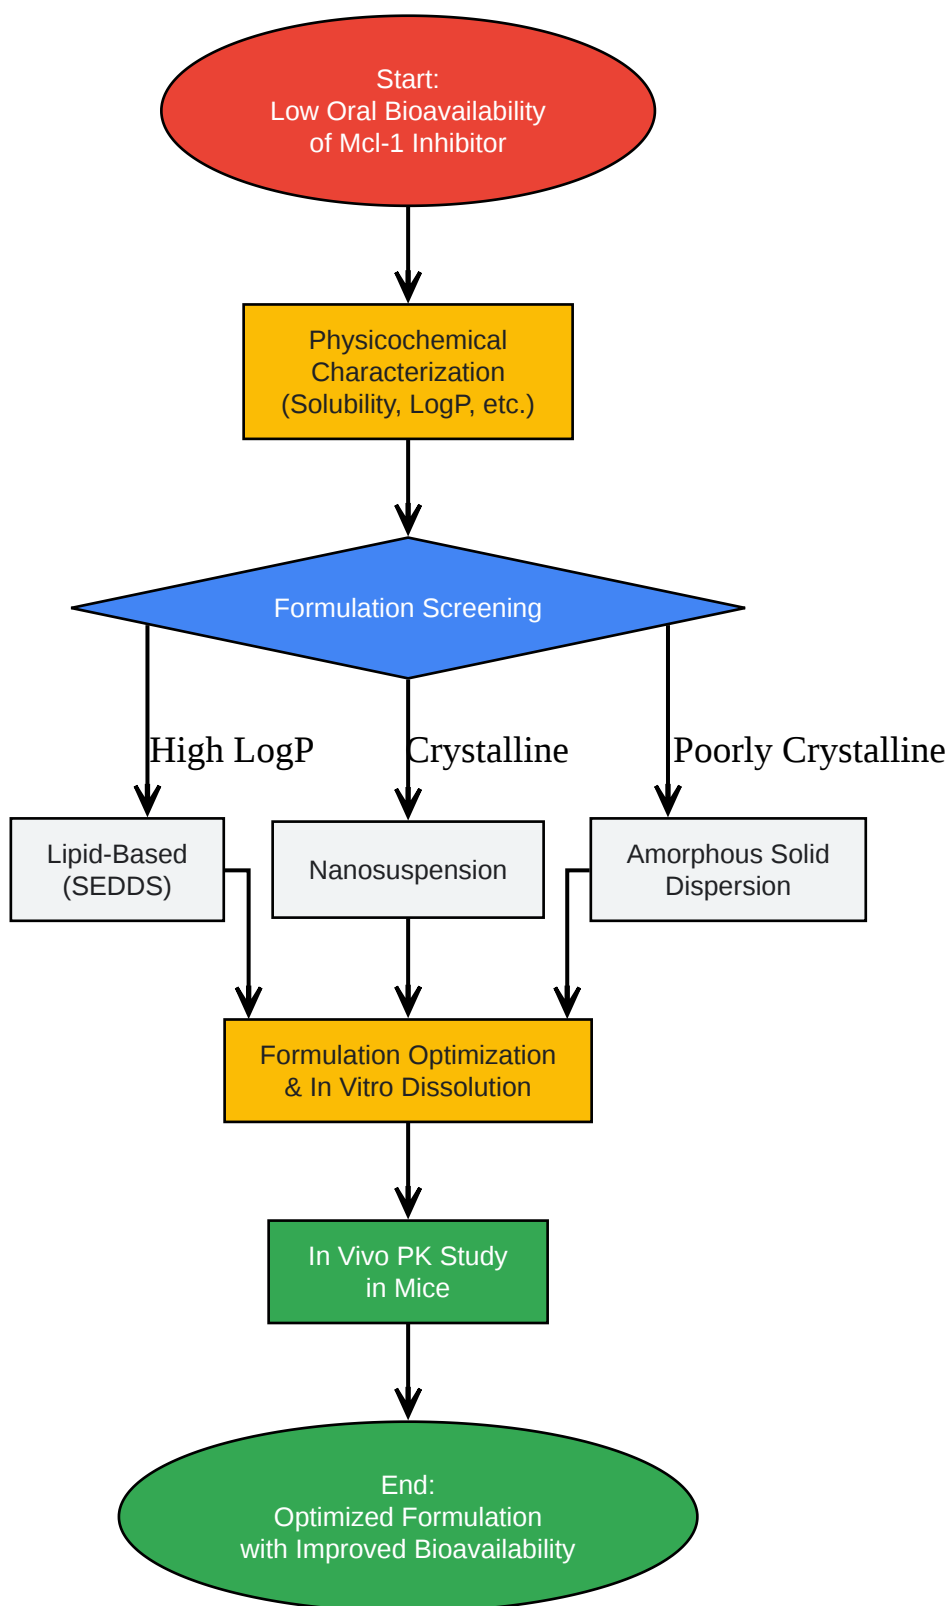 Start:
Low Oral Bioavailability
of Mcl-1 Inhibitor
Physicochemical
Characterization
(Solubility, LogP, etc.)
Formulation Screening
High LogP
Crystalline
Poorly Crystalline
Lipid-Based
(SEDDS)
Nanosuspension
Amorphous Solid
Dispersion
Formulation Optimization
& In Vitro Dissolution
In Vivo PK Study
in Mice
End:
Optimized Formulation
with Improved Bioavailability